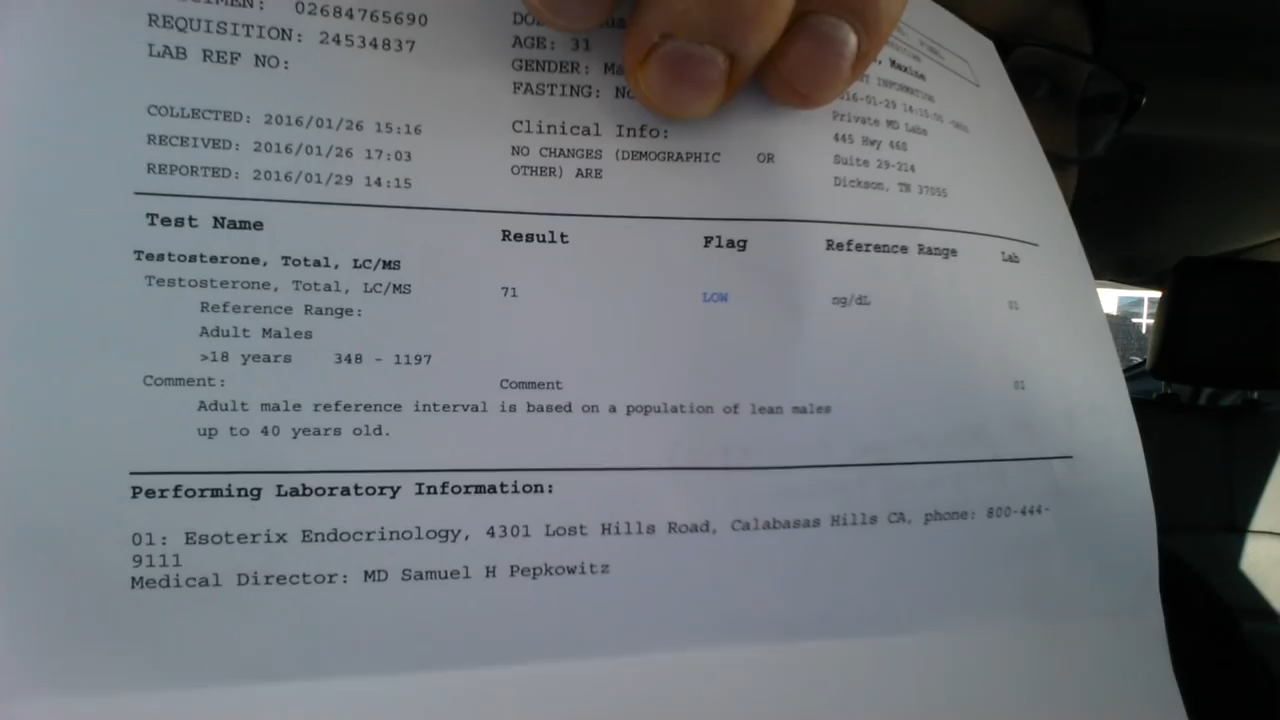 02684765690
REQUISITION: 24534837
LAB REF NO:
AGE: 31
GENDER:
FASTING:
Maxine
Private MD Labs
445 Hwy 46S
Suite 29-214
Dickson, TN 37055
COLLECTED: 2016/01/26 15:16
RECEIVED: 2016/01/26 17:03
REPORTED: 2016/01/29 14:15
Clinical Info:
NO CHANGES (DEMOGRAPHIC OR
OTHER) ARE
Test Name Result Flag Reference Range Lab
Testosterone, Total, LC/MS
Testosterone, Total, LC/MS 71 LOW ng/dL 01
Reference Range:
Adult Males
>18 years 348 - 1197
Comment: Comment 01
Adult male reference interval is based on a population of lean males
up to 40 years old.
Performing Laboratory Information:
01: Esoterix Endocrinology, 4301 Lost Hills Road, Calabasas Hills CA, phone: 800-444-
9111
Medical Director: MD Samuel H Pepkowitz